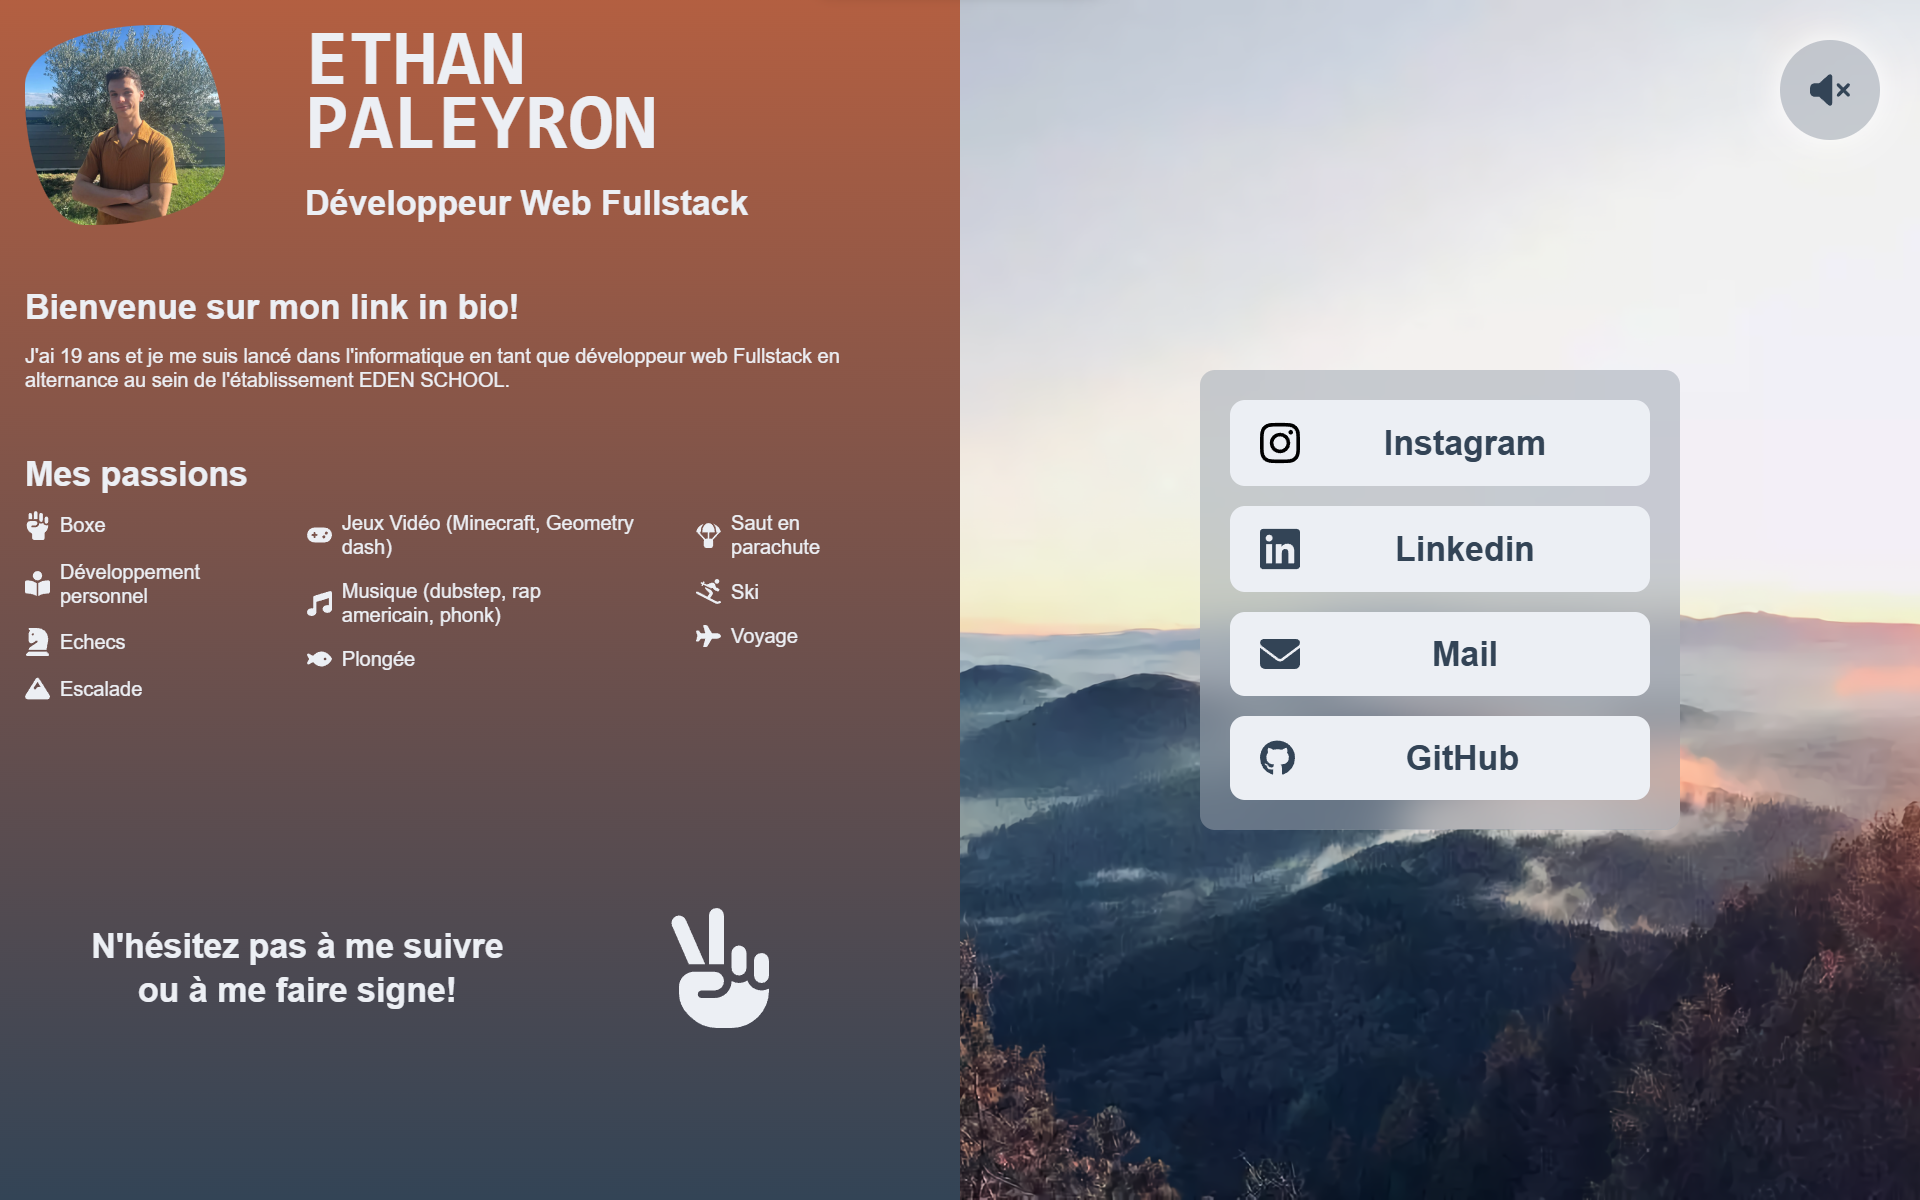 ETHAN
PALEYRON
Développeur Web Fullstack
Bienvenue sur mon link in bio!
J'ai 19 ans et je me suis lancé dans l'informatique en tant que développeur web Fullstack en
alternance au sein de l'établissement EDEN SCHOOL.
Mes passions
Boxe
Développement
personnel
Echecs
Escalade
Jeux Vidéo (Minecraft, Geometry
dash)
Musique (dubstep, rap
americain, phonk)
Plongée
Saut en
parachute
Ski
Voyage
N'hésitez pas à me suivre
ou à me faire signe!
Instagram
Linkedin
Mail
GitHub